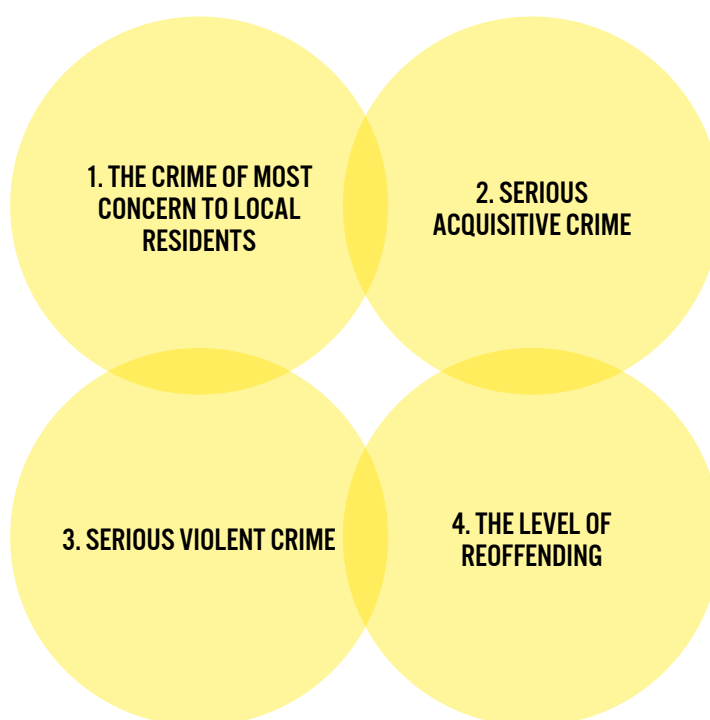 1. THE CRIME OF MOST
CONCERN TO LOCAL
RESIDENTS
2. SERIOUS
ACQUISITIVE CRIME
3. SERIOUS VIOLENT CRIME
4. THE LEVEL OF
REOFFENDING